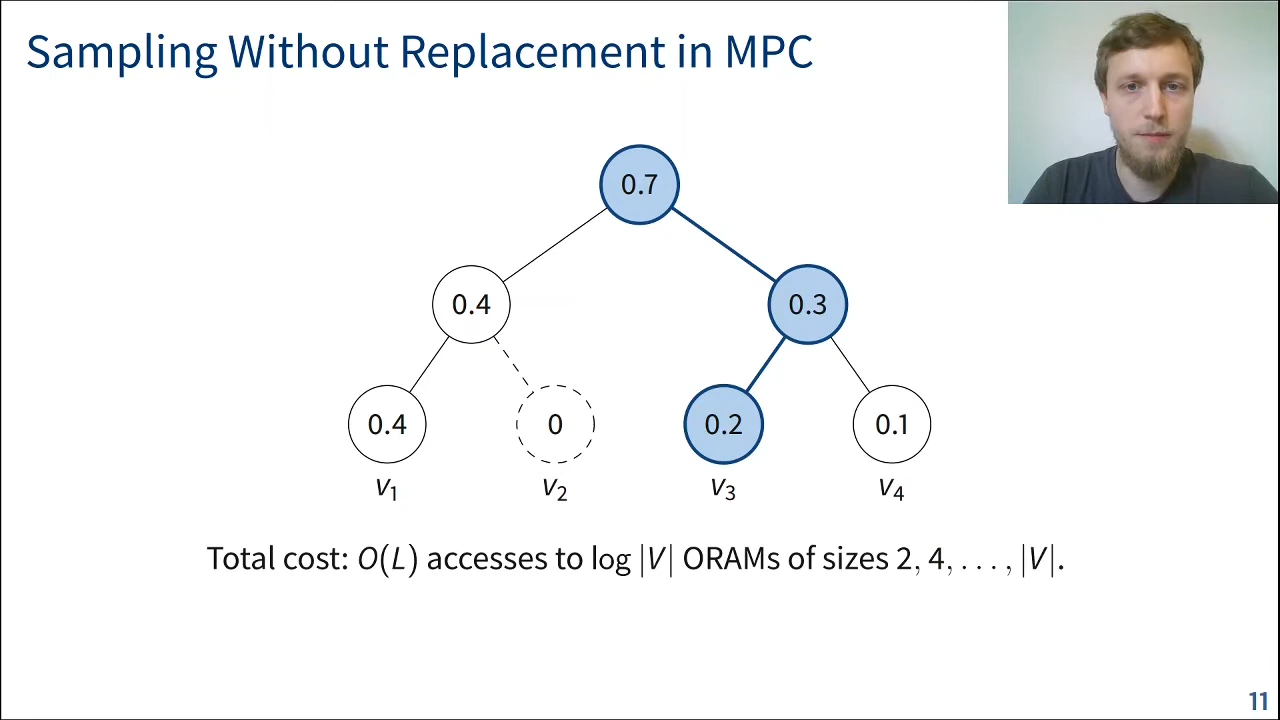 Sampling Without Replacement in MPC
0.7
0.4
0.3
0.4
0
0.2
0.1
v₁
v₂
v₃
v₄
Total cost: O(L) accesses to log |V| ORAMs of sizes 2, 4, . . . , |V|.
11